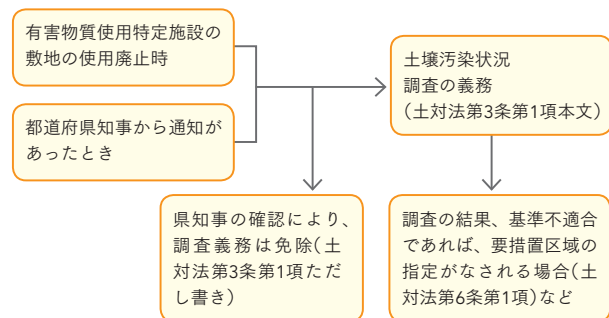 有害物質使用特定施設の
敷地の使用廃止時
都道府県知事から通知が
あったとき
土壌汚染状況
調査の義務
(土対法第3条第1項本文)
県知事の確認により、
調査義務は免除(土
対法第3条第1項ただ
し書き)
調査の結果、基準不適合
であれば、要措置区域の
指定がなされる場合(土
対法第6条第1項)など